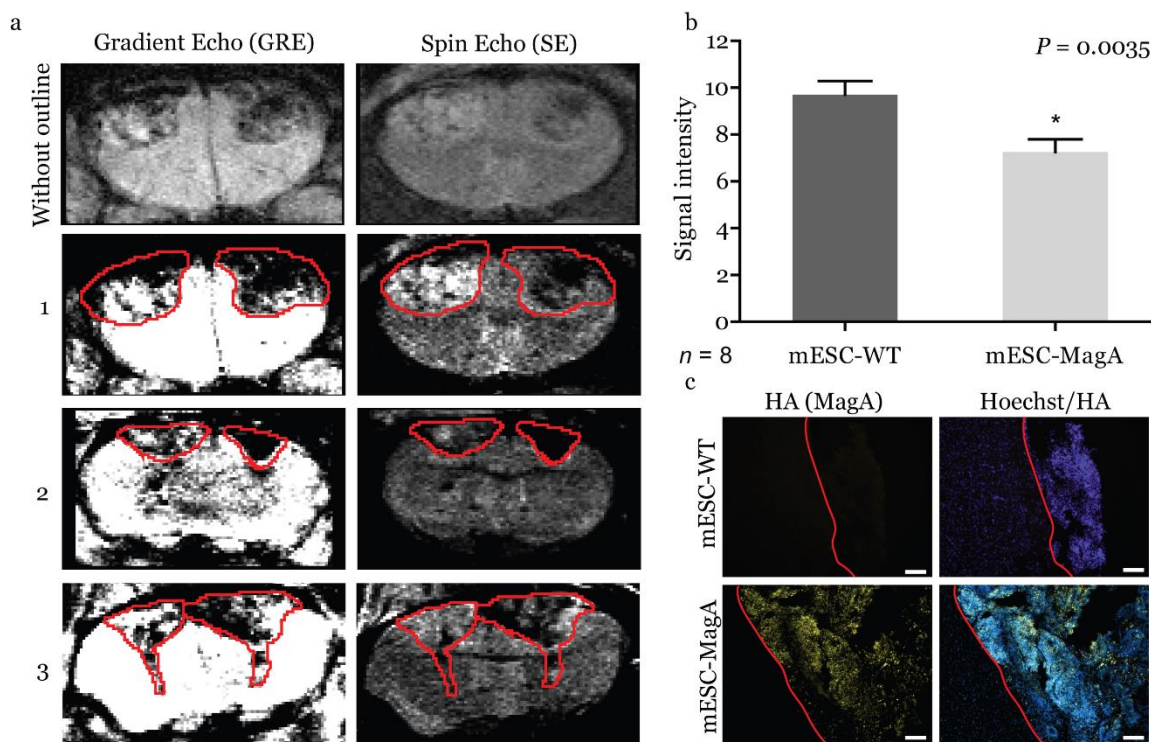 a
Gradient Echo (GRE)
Spin Echo (SE)
Without outline
1
2
3
b
P = 0.0035
12
10
8
6
4
2
0
Signal intensity
*
n = 8
mESC-WT
mESC-MagA
c
HA (MagA)
Hoechst/HA
mESC-WT
mESC-MagA